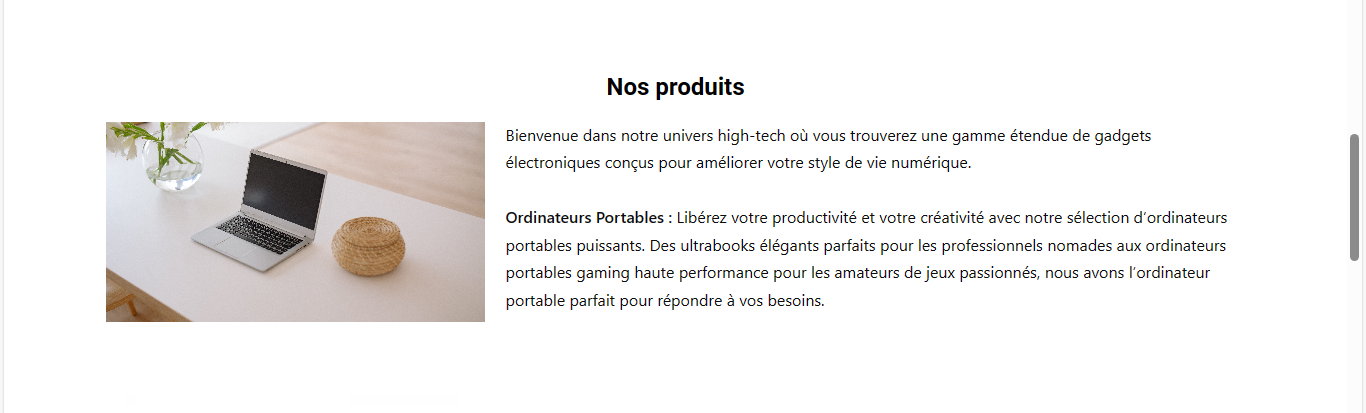 Nos produits
Bienvenue dans notre univers high-tech où vous trouverez une gamme étendue de gadgets
électroniques conçus pour améliorer votre style de vie numérique.
Ordinateurs Portables : Libérez votre productivité et votre créativité avec notre sélection d’ordinateurs
portables puissants. Des ultrabooks élégants parfaits pour les professionnels nomades aux ordinateurs
portables gaming haute performance pour les amateurs de jeux passionnés, nous avons l’ordinateur
portable parfait pour répondre à vos besoins.